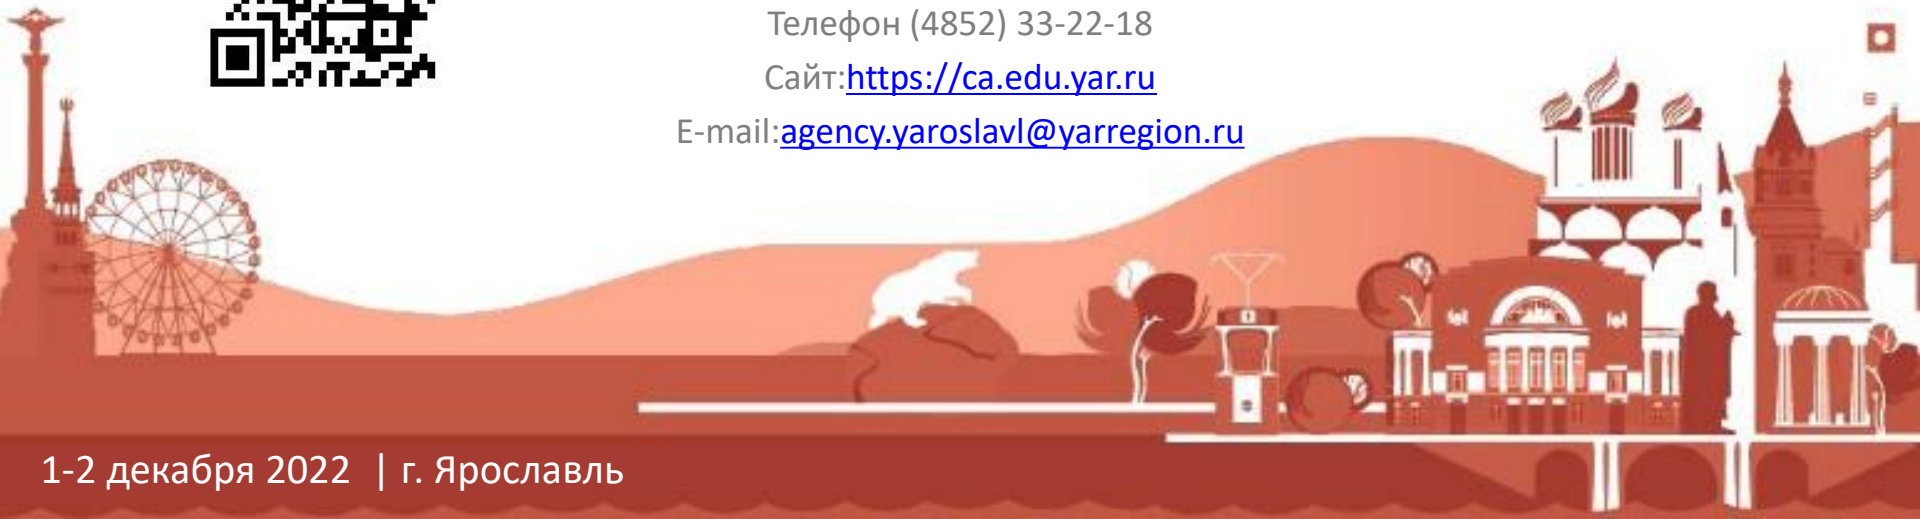 Телефон (4852) 33-22-18
Сайт:https://ca.edu.yar.ru
E-mail:agency.yaroslavl@yarregion.ru
1-2 декабря 2022 | г. Ярославль